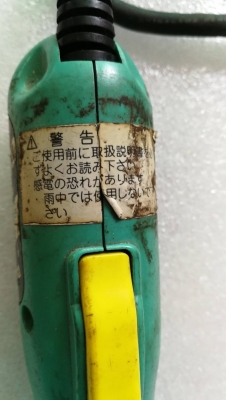 ⚠ 警告
ご使用前に取扱説明書を
すよくお読み下さい
感電の恐れがあります
雨中では使用しない
さい